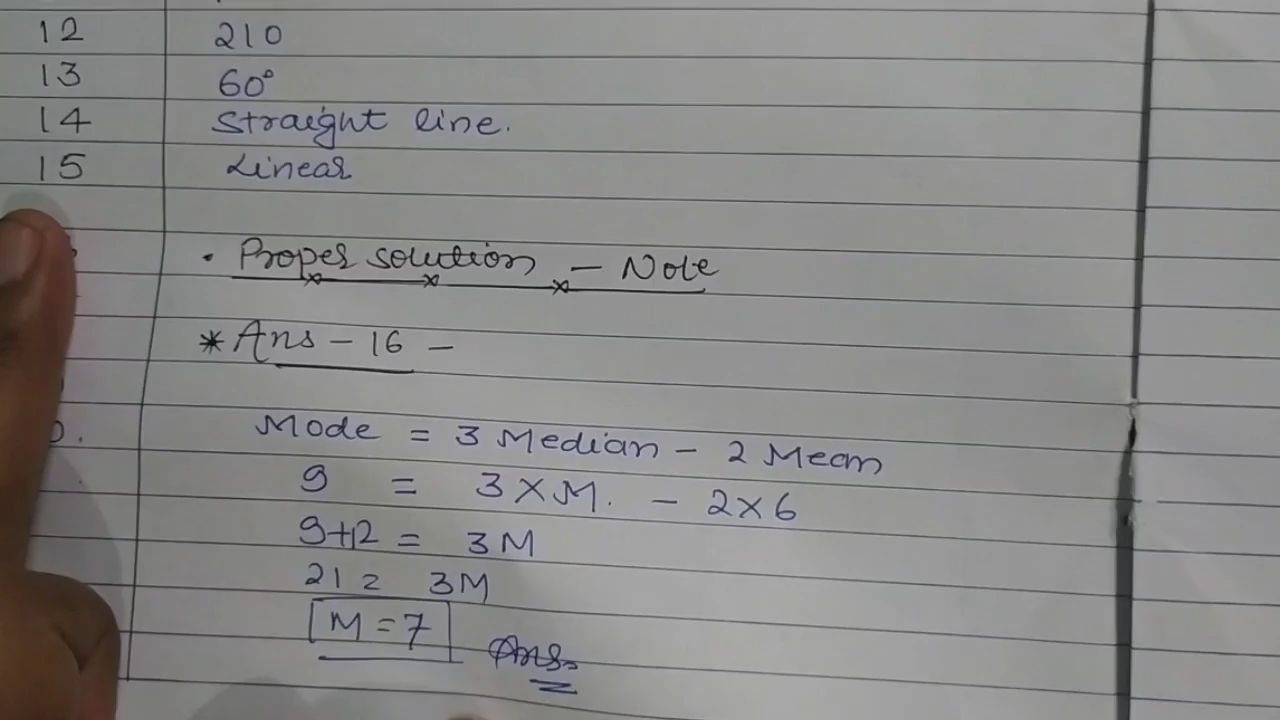 12 210
13 60°
14 Straight line.
15 Linear
• Proper solution - Note
* Ans - 16 -
Mode = 3 Median - 2 Mean
9 = 3 × M. - 2×6
9+12 = 3M
21 = 3M
M = 7 Ans